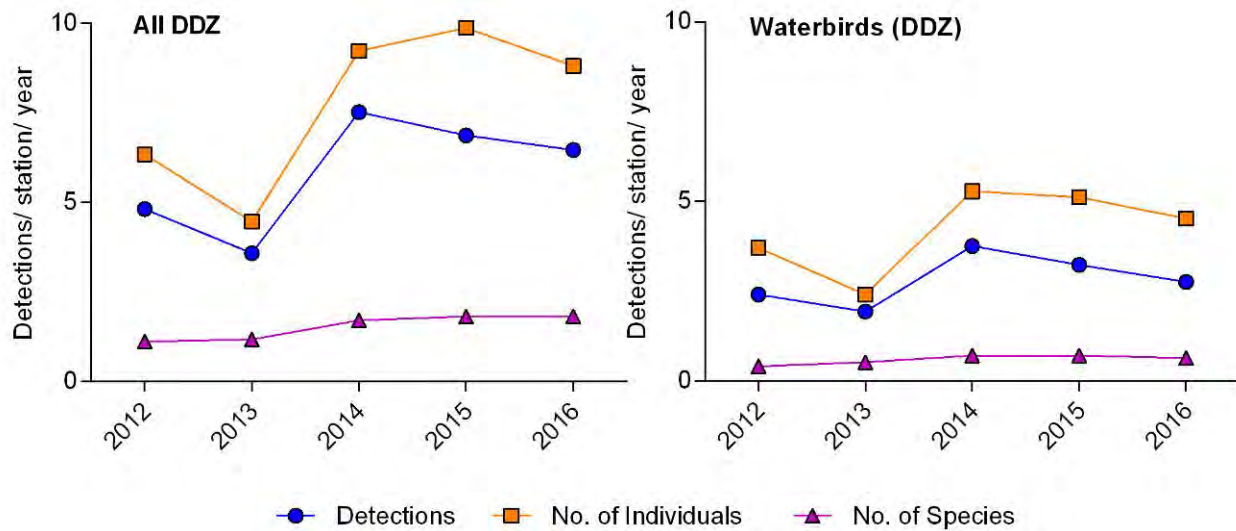 All DDZ
Detections/ station/ year
10
5
0
2012
2013
2014
2015
2016
Waterbirds (DDZ)
Detections/ station/ year
10
5
0
2012
2013
2014
2015
2016
Detections
No. of Individuals
No. of Species